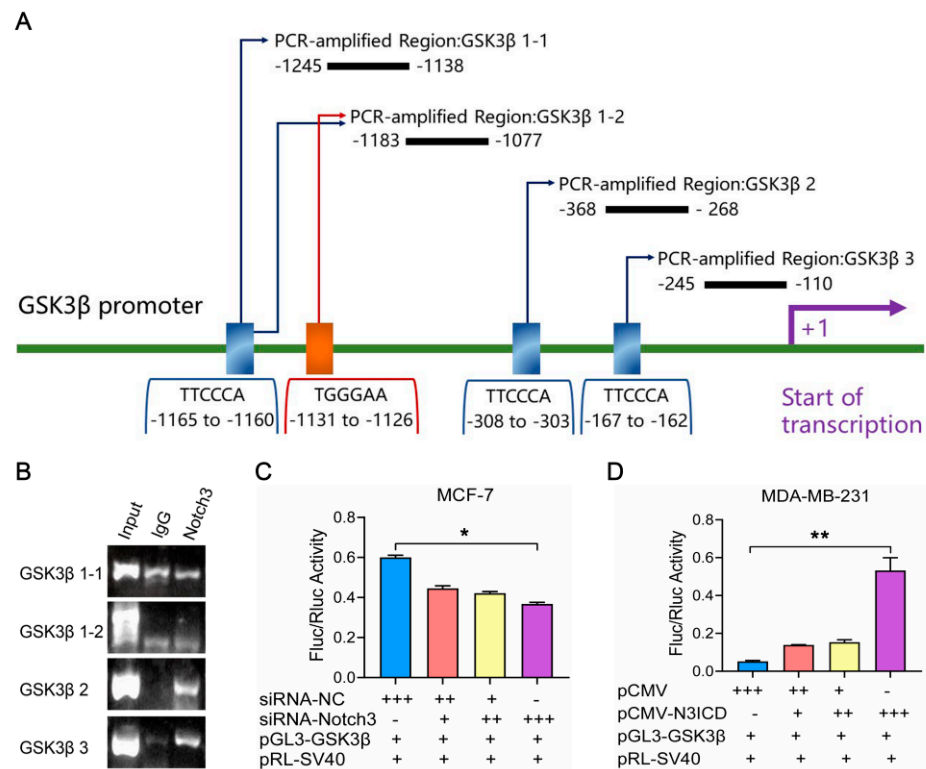 A
PCR-amplified Region:GSK3β 1-1
-1245 -1138
PCR-amplified Region:GSK3β 1-2
-1183 -1077
PCR-amplified Region:GSK3β 2
-368 - 268
PCR-amplified Region:GSK3β 3
-245 -110
GSK3β promoter
+1
TTCCCA
-1165 to -1160
TGGGAA
-1131 to -1126
TTCCCA
-308 to -303
TTCCCA
-167 to -162
Start of
transcription
B
Input IgG Notch3
GSK3β 1-1
GSK3β 1-2
GSK3β 2
GSK3β 3
C
MCF-7
*
Fluc/Rluc Activity
0.8
0.6
0.4
0.2
0.0
siRNA-NC +++ ++ + -
siRNA-Notch3 - + ++ +++
pGL3-GSK3β + + + +
pRL-SV40 + + + +
D
MDA-MB-231
**
Fluc/Rluc Activity
0.8
0.6
0.4
0.2
0.0
pCMV +++ ++ + -
pCMV-N3ICD - + ++ +++
pGL3-GSK3β + + + +
pRL-SV40 + + + +